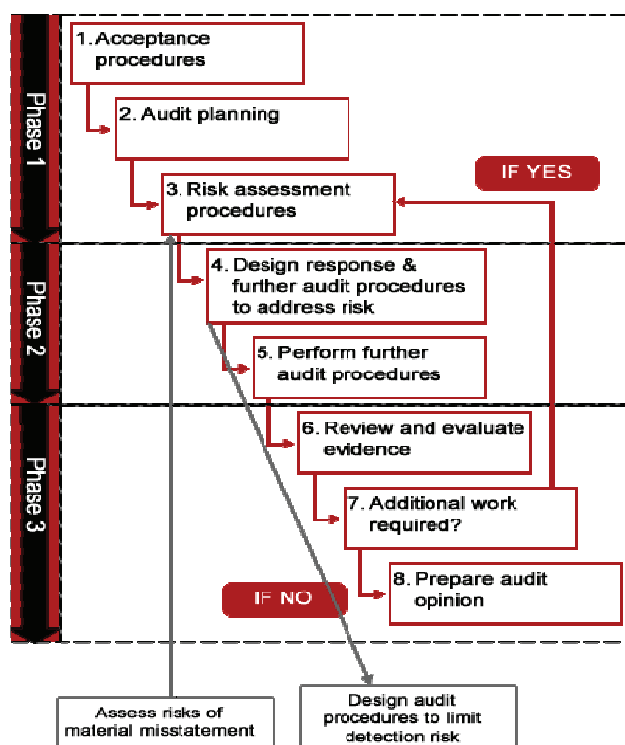 Phase 1
1. Acceptance
procedures
2. Audit planning
IF YES
3. Risk assessment
procedures
Phase 2
4. Design response &
further audit procedures
to address risk
5. Perform further
audit procedures
Phase 3
6. Review and evaluate
evidence
7. Additional work
required?
IF NO
8. Prepare audit
opinion
Assess risks of
material misstatement
Design audit
procedures to limit
detection risk